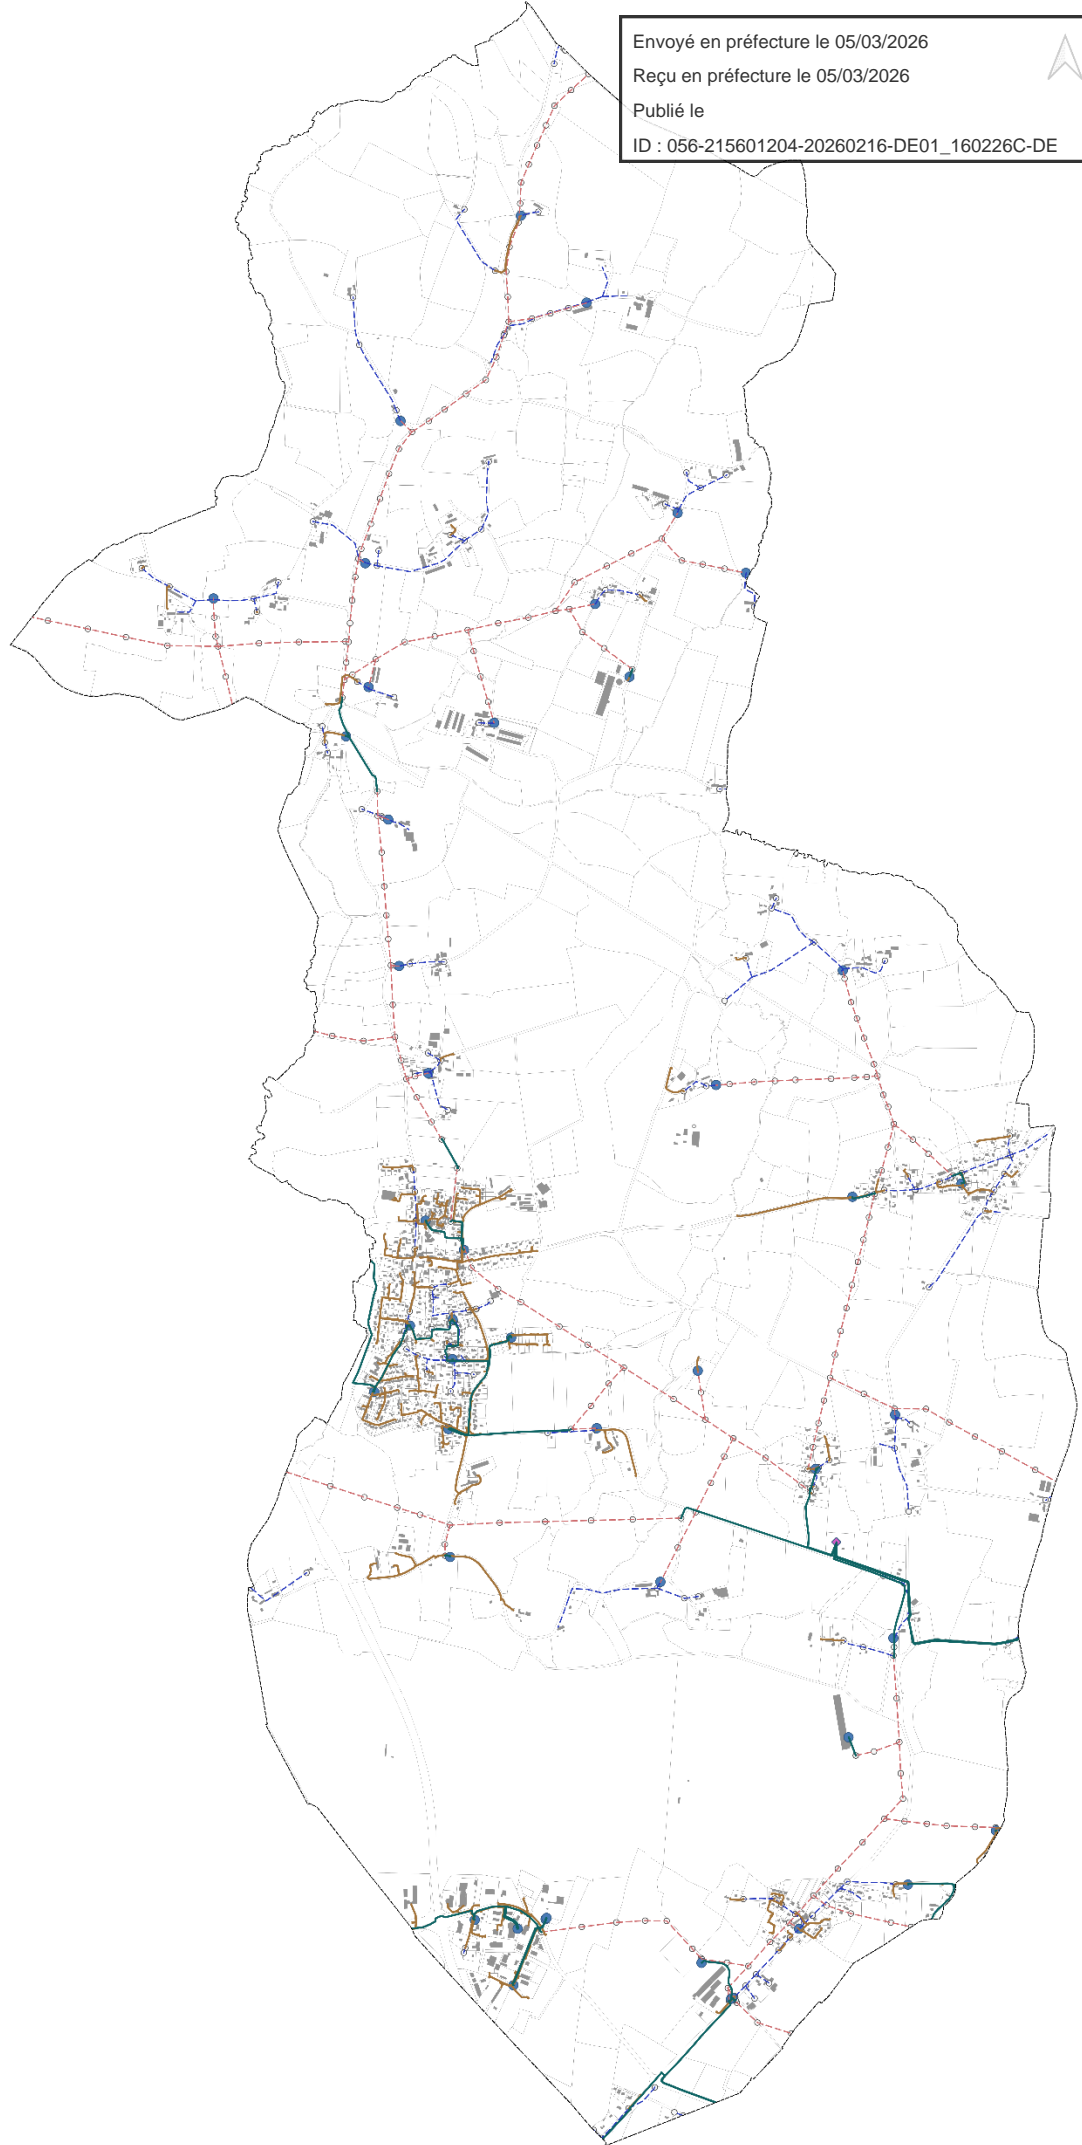 Envoyé en préfecture le 05/03/2026
Reçu en préfecture le 05/03/2026
Publié le
ID : 056-215601204-20260216-DE01_160226C-DE